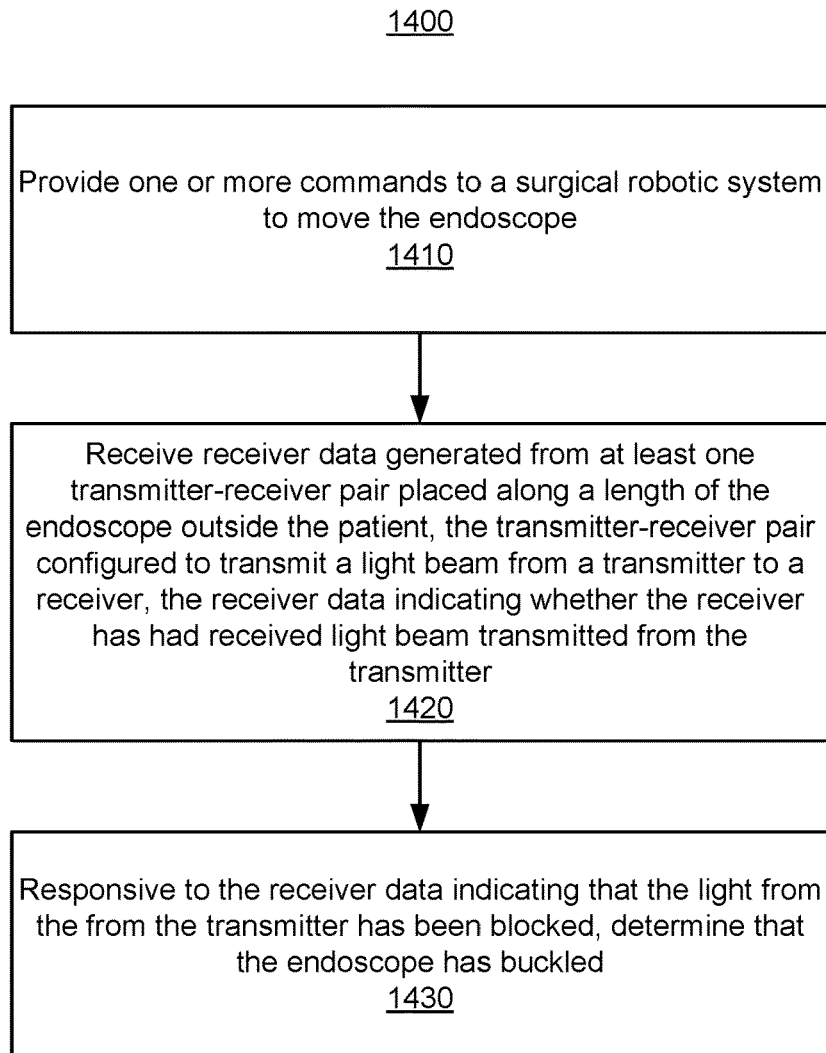 1400
Provide one or more commands to a surgical robotic system
to move the endoscope
1410
Receive receiver data generated from at least one
transmitter-receiver pair placed along a length of the
endoscope outside the patient, the transmitter-receiver pair
configured to transmit a light beam from a transmitter to a
receiver, the receiver data indicating whether the receiver
has had received light beam transmitted from the
transmitter
1420
Responsive to the receiver data indicating that the light from
the from the transmitter has been blocked, determine that
the endoscope has buckled
1430